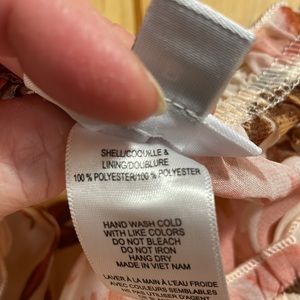 SHELL/COQUILLE &
LINING/DOUBLURE
100 % POLYESTER/100 % POLYESTER
HAND WASH COLD
WITH LIKE COLORS
DO NOT BLEACH
DO NOT IRON
HANG DRY
MADE IN VIET NAM
LAVER À LA MAIN À L'EAU FROIDE
AVEC COULEURS SEMBLABLES
NE PAS UTILISER D'AGENT